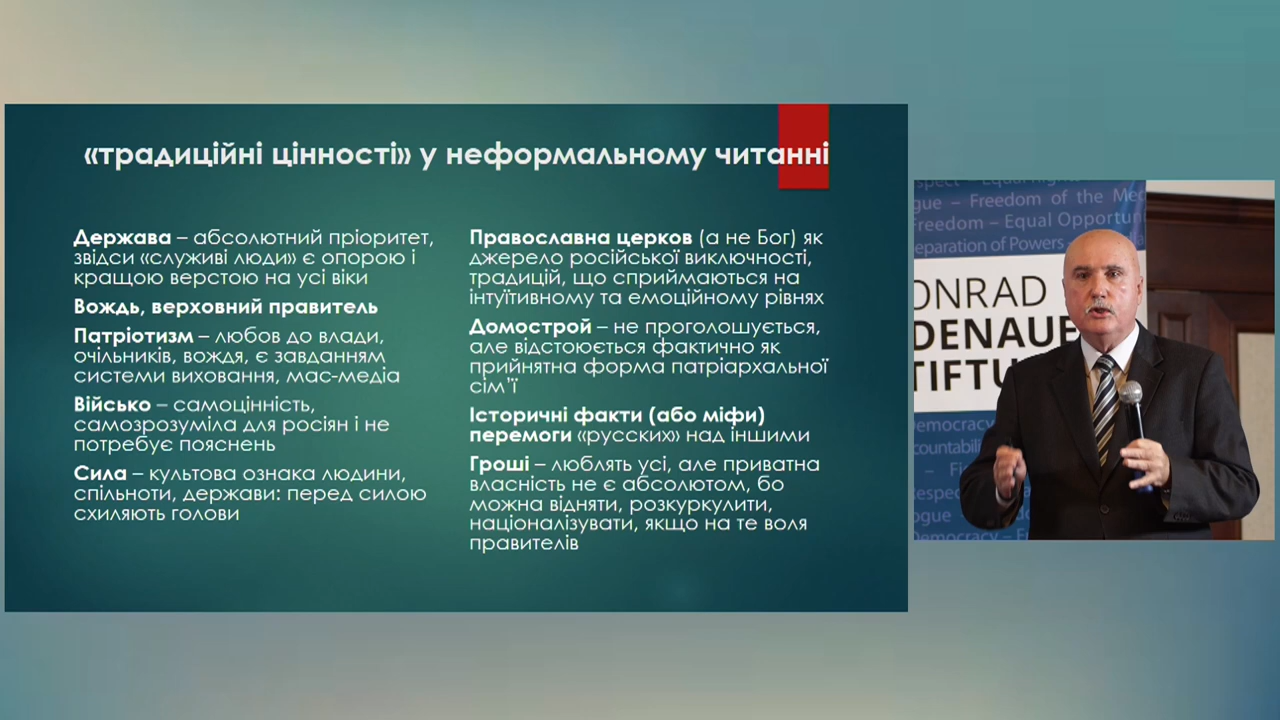 «традиційні цінності» у неформальному читанні
Держава – абсолютний пріоритет,
звідси «служиві люди» є опорою і
кращою верстою на усі віки
Вождь, верховний правитель
Патріотизм – любов до влади,
очільників, вождя, є завданням
системи виховання, мас-медіа
Військо – самоцінність,
самозрозуміла для росіян і не
потребує пояснень
Сила – культова ознака людини,
спільноти, держави: перед силою
схиляють голови
Православна церков (а не Бог) як
джерело російської виключності,
традицій, що сприймаються на
інтуїтивному та емоційному рівнях
Домострой – не проголошується,
але відстоюється фактично як
прийнятна форма патріархальної
сім'ї
Історичні факти (або міфи)
перемоги «русских» над іншими
Гроші – люблять усі, але приватна
власність не є абсолютом, бо
можна відняти, розкуркулити,
націоналізувати, якщо на те воля
правителів
– Freedom of the Med
Freedom – Equal Opportuni
eparation of Powers
ONRAD
DENAUE
TIFTU
Democracy
ccountabili